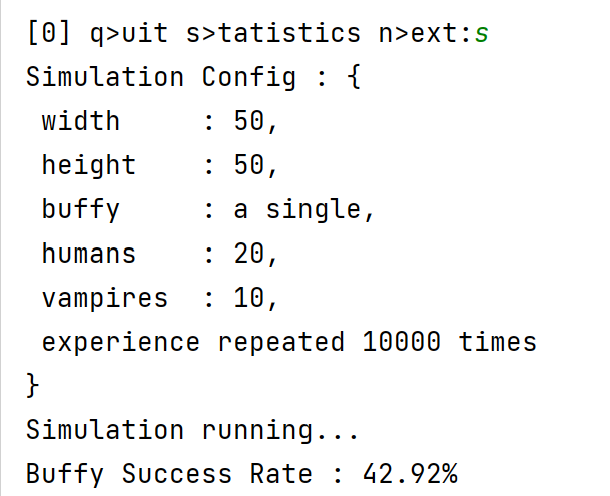 [0] q>uit s>tatistics n>ext:s
Simulation Config : {
 width     : 50,
 height    : 50,
 buffy     : a single,
 humans    : 20,
 vampires  : 10,
 experience repeated 10000 times
}
Simulation running...
Buffy Success Rate : 42.92%